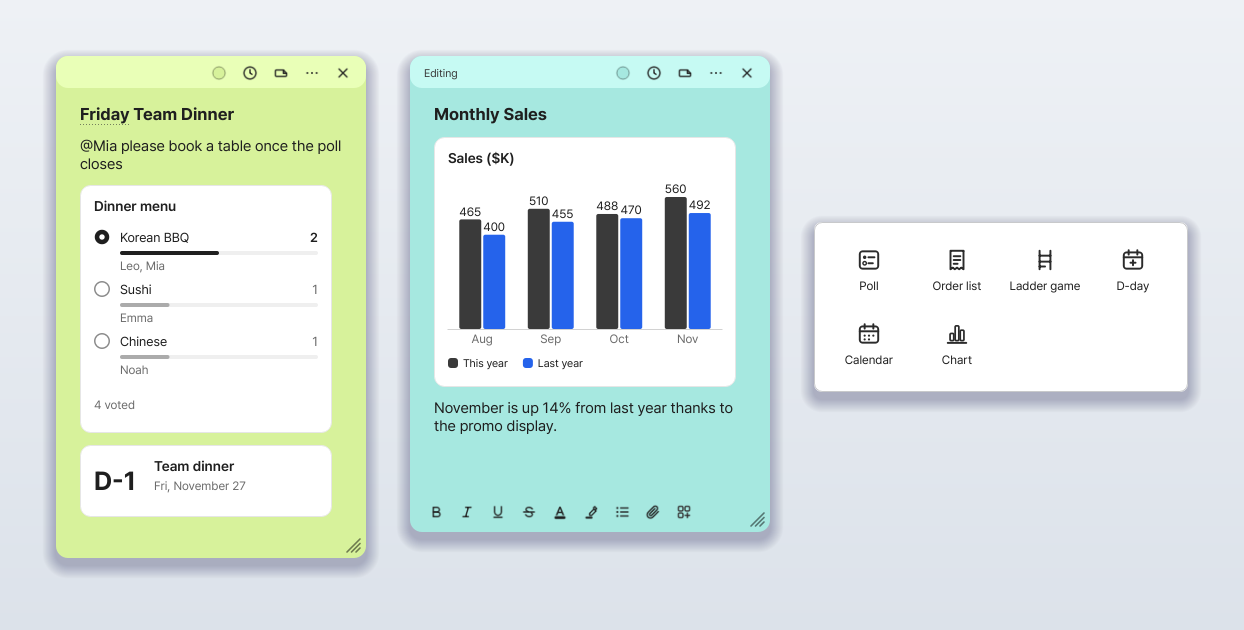 Friday Team Dinner
@Mia please book a table once the poll
closes
Dinner menu
Korean BBQ 2
Leo, Mia
Sushi 1
Emma
Chinese 1
Noah
4 voted
D-1
Team dinner
Fri, November 27
Editing
Monthly Sales
Sales ($K)
465 400 510 455 488 470 560 492
Aug Sep Oct Nov
This year Last year
November is up 14% from last year thanks to
the promo display.
B I U S A
Poll Order list Ladder game D-day
Calendar Chart